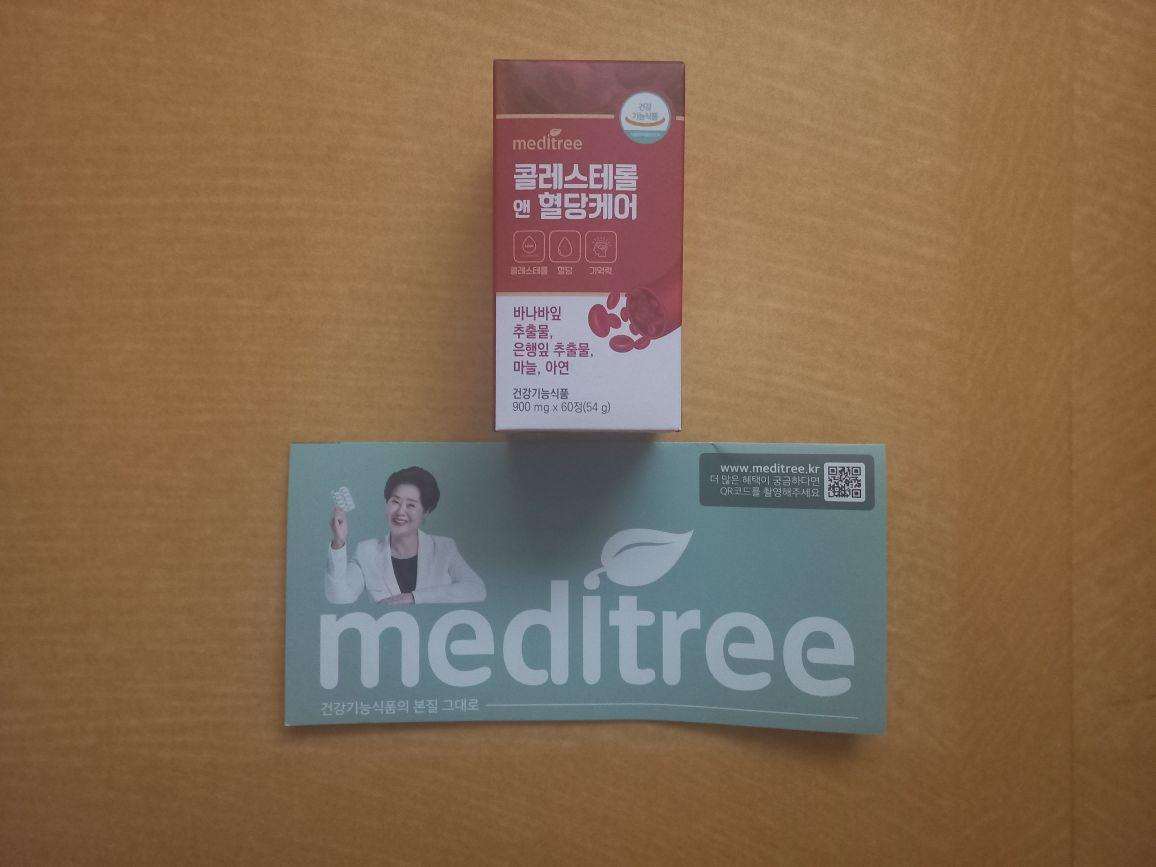 건강
기능식품
meditree
콜레스테롤
앤 혈당케어
콜레스테롤 혈당 기억력
바나바잎
추출물,
은행잎 추출물,
마늘, 아연
건강기능식품
900 mg x 60정(54 g)
www.meditree.kr
더 많은 혜택이 궁금하다면
QR코드를 촬영해주세요
meditree
건강기능식품의 본질 그대로